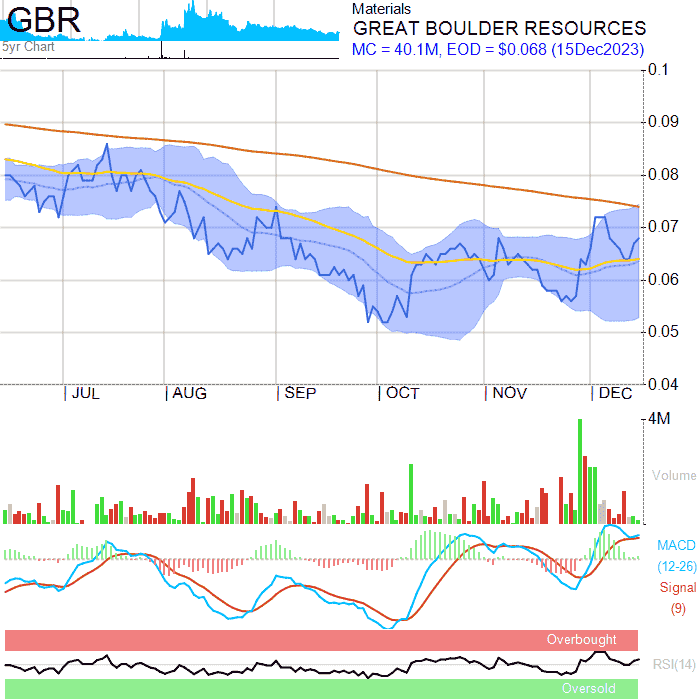 GBR
5yr Chart
Materials
GREAT BOULDER RESOURCES
MC = 40.1M, EOD = $0.068 (15Dec2023)
0.1
0.09
0.08
0.07
0.06
0.05
0.04
JUL AUG SEP OCT NOV DEC
4M
Volume
MACD
(12-26)
Signal
(9)
Overbought
RSI(14)
Oversold